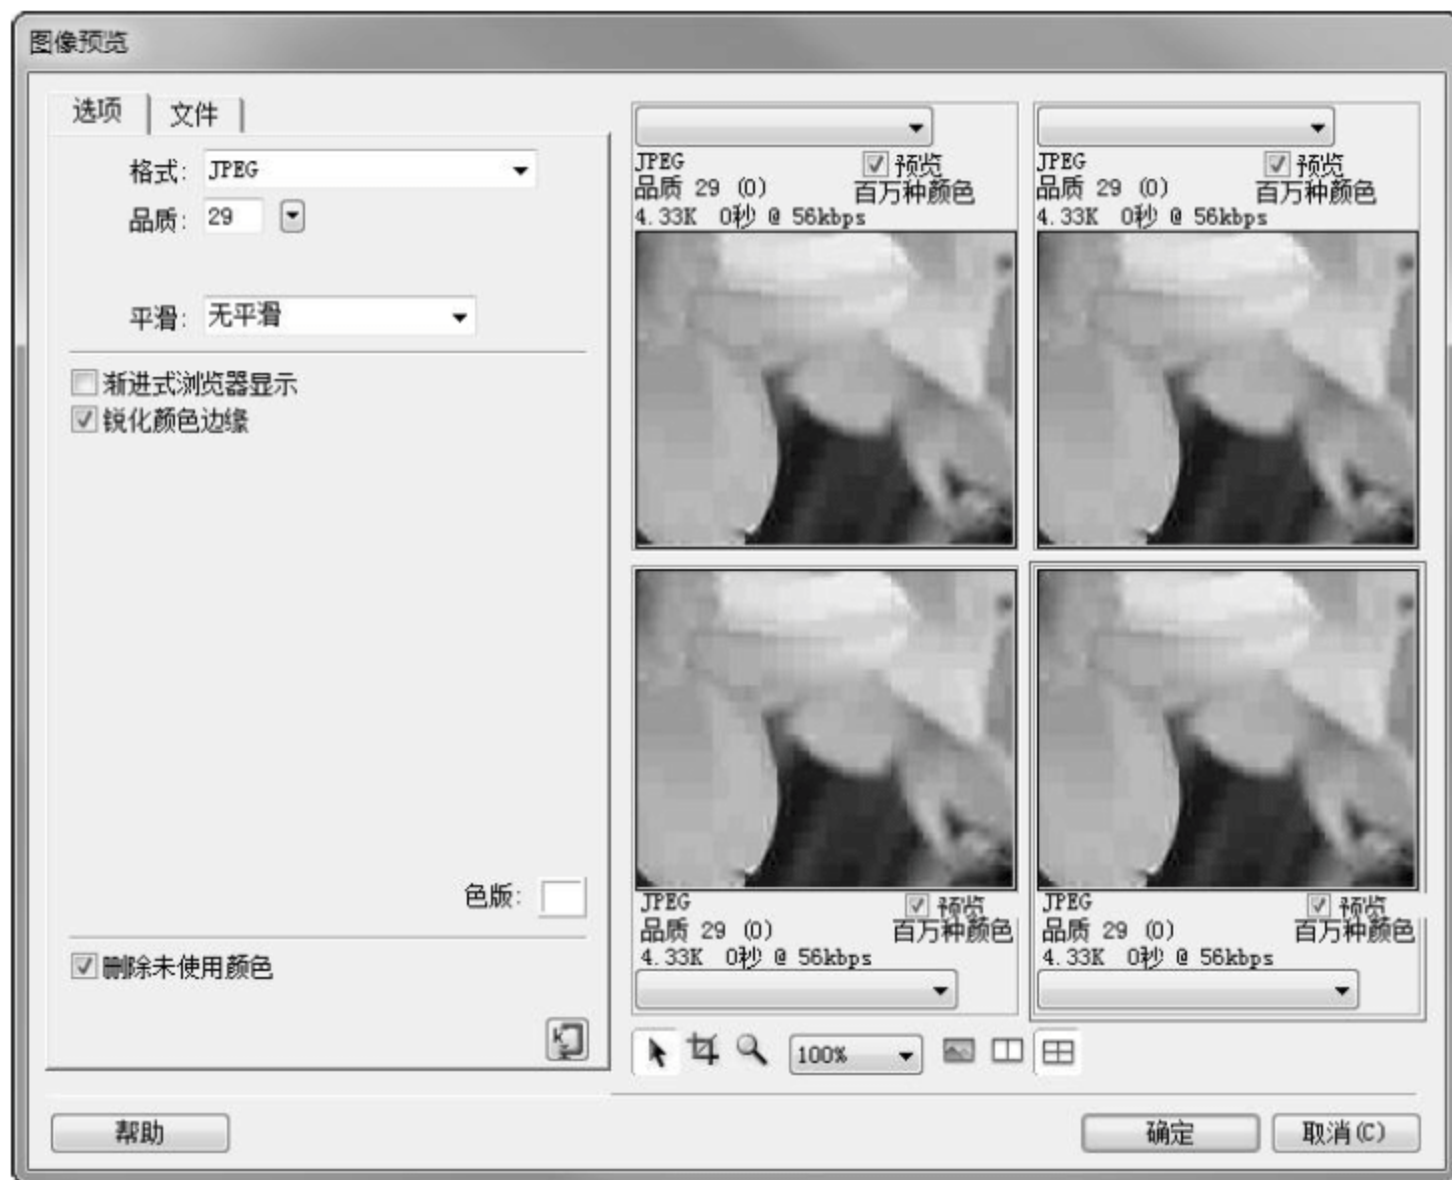 图像预览
选项 文件
格式: JPEG
品质: 29
平滑: 无平滑
渐进式浏览器显示
锐化颜色边缘
色版:
删除未使用颜色
JPEG 预览
品质 29 (0) 百万种颜色
4.33K 0秒 @ 56kbps
JPEG 预览
品质 29 (0) 百万种颜色
4.33K 0秒 @ 56kbps
JPEG 预览
品质 29 (0) 百万种颜色
4.33K 0秒 @ 56kbps
JPEG 预览
品质 29 (0) 百万种颜色
4.33K 0秒 @ 56kbps
100%
帮助 确定 取消(C)